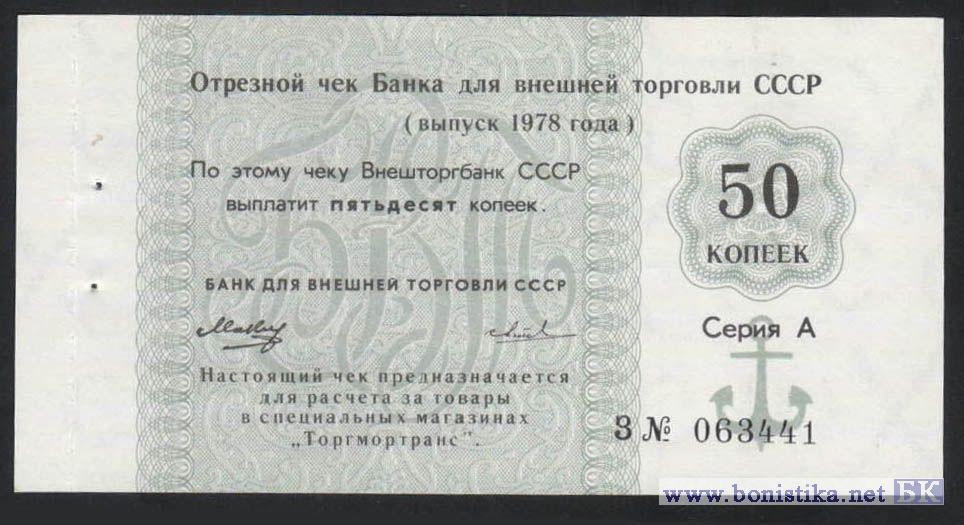 Отрезной чек Банка для внешней торговли СССР
( выпуск 1978 года )
По этому чеку Внешторгбанк СССР
выплатит пятьдесят копеек.
50
КОПЕЕК
БАНК ДЛЯ ВНЕШНЕЙ ТОРГОВЛИ СССР
Серия А
Настоящий чек предназначается
для расчета за товары
в специальных магазинах
„Торгмортранс".
З № 063441
www.bonistika.net БК